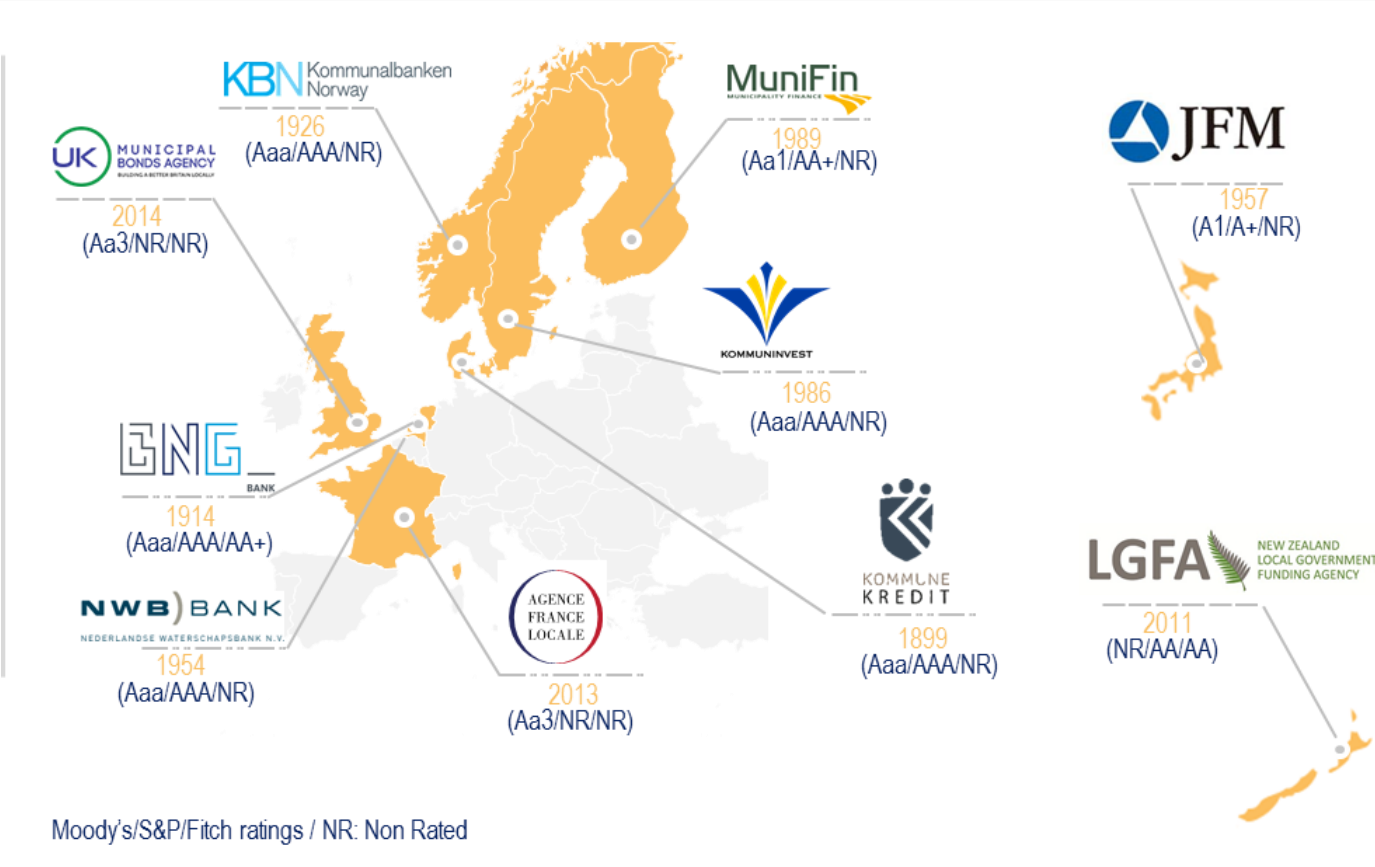 KBN Kommunalbanken
Norway
1926
(Aaa/AAA/NR)
MuniFin
MUNICIPALITY FINANCE
1989
(Aa1/AA+/NR)
JFM
1957
(A1/A+/NR)
UK MUNICIPAL
BONDS AGENCY
BUILDING A BETTER BRITAIN LOCALLY
2014
(Aa3/NR/NR)
KOMMUNINVEST
1986
(Aaa/AAA/NR)
BNG
BANK
1914
(Aaa/AAA/AA+)
KOMMUNE
KREDIT
1899
(Aaa/AAA/NR)
LGFA
NEW ZEALAND
LOCAL GOVERNMENT
FUNDING AGENCY
2011
(NR/AA/AA)
NWB)BANK
NEDERLANDSE WATERSCHAPSBANK N.V.
1954
(Aaa/AAA/NR)
AGENCE
FRANCE
LOCALE
2013
(Aa3/NR/NR)
Moody's/S&P/Fitch ratings / NR: Non Rated